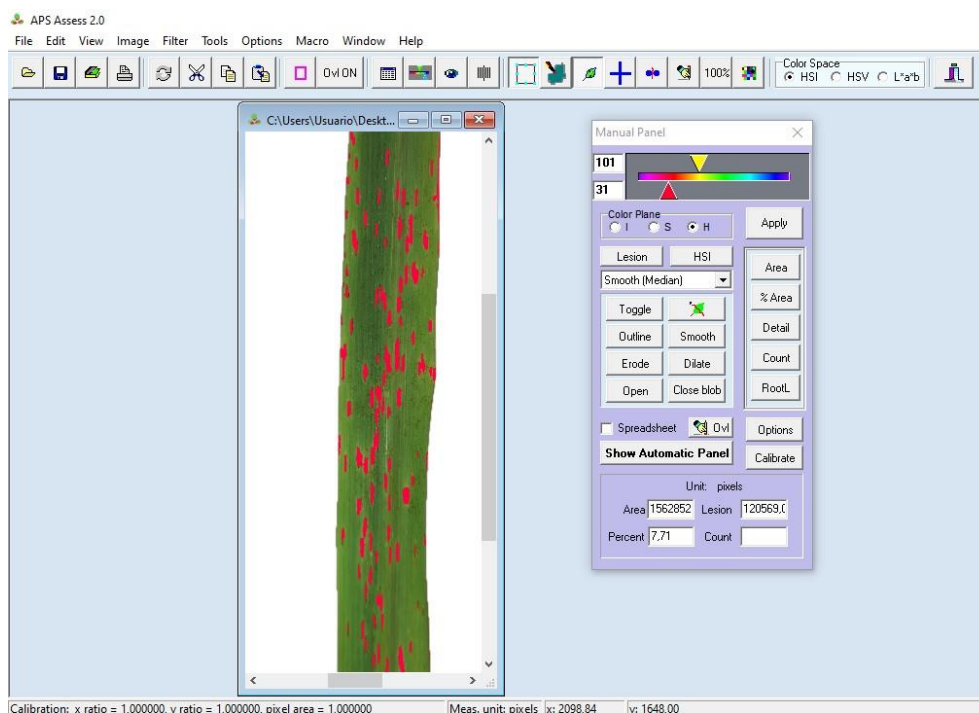 APS Assess 2.0
File Edit View Image Filter Tools Options Macro Window Help
Ovl ON 100% Color Space HSI HSV L*a*b
C:\Users\Usuario\Deskt...
Manual Panel
101
31
Color Plane
I S H
Apply
Lesion HSI
Smooth (Median)
Area
Toggle
% Area
Outline Smooth
Detail
Erode Dilate
Count
Open Close blob
RootL
Spreadsheet Ovl Options
Show Automatic Panel Calibrate
Unit: pixels
Area 1562852 Lesion 120569,0
Percent 7,71 Count
Calibration: x ratio = 1.000000, y ratio = 1.000000, pixel area = 1.000000 Meas. unit: pixels x: 2098.84 y: 1648.00